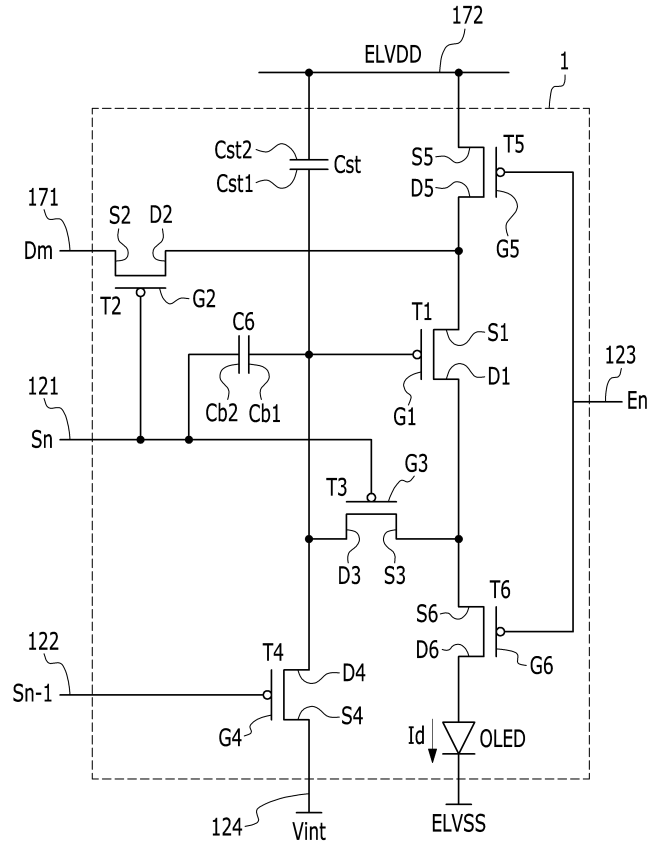 172
ELVDD
1
Cst2
Cst
Cst1
T5
S5
D5
G5
171
S2
D2
Dm
T2
G2
C6
T1
S1
D1
G1
Cb2
Cb1
123
En
121
Sn
G3
T3
D3
S3
T6
S6
D6
G6
122
Sn-1
T4
D4
S4
G4
Id
OLED
124
Vint
ELVSS